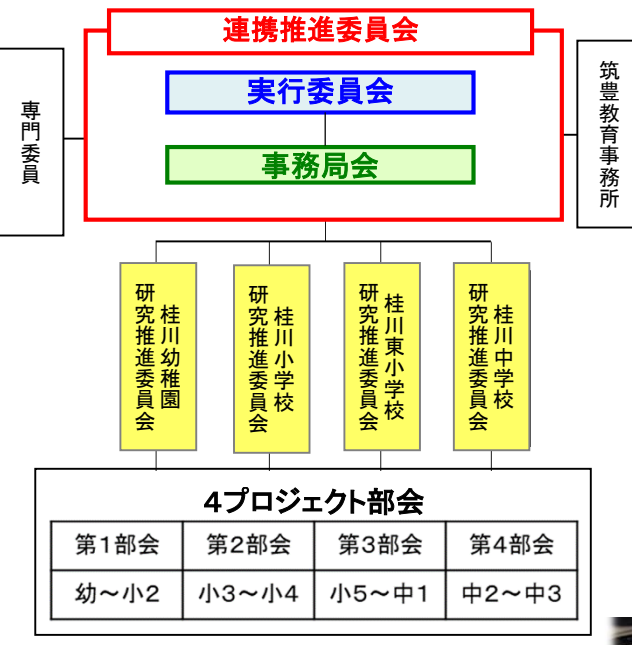 連携推進委員会
実行委員会
事務局会
専門委員
筑豊教育事務所
桂川幼稚園
研究推進委員会
桂川小学校
研究推進委員会
桂川東小学校
研究推進委員会
桂川中学校
研究推進委員会
4プロジェクト部会
第1部会 第2部会 第3部会 第4部会
幼～小2 小3～小4 小5～中1 中2～中3